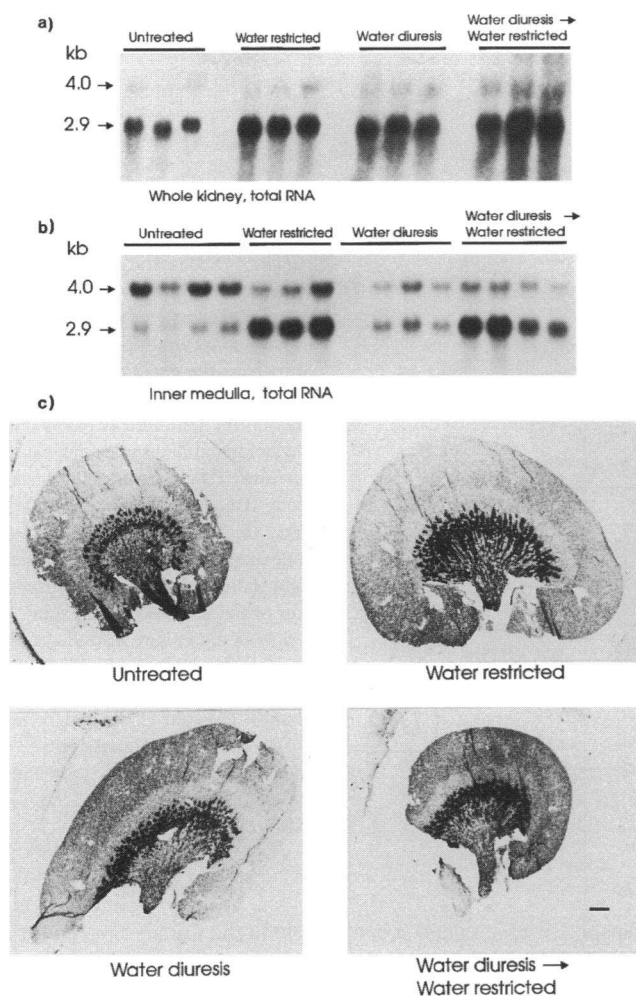 a)
Untreated
Water restricted
Water diuresis
Water diuresis →
Water restricted
kb
4.0 →
2.9 →
Whole kidney, total RNA
b)
Untreated
Water restricted
Water diuresis
Water diuresis →
Water restricted
kb
4.0 →
2.9 →
Inner medulla, total RNA
c)
Untreated
Water restricted
Water diuresis
Water diuresis →
Water restricted